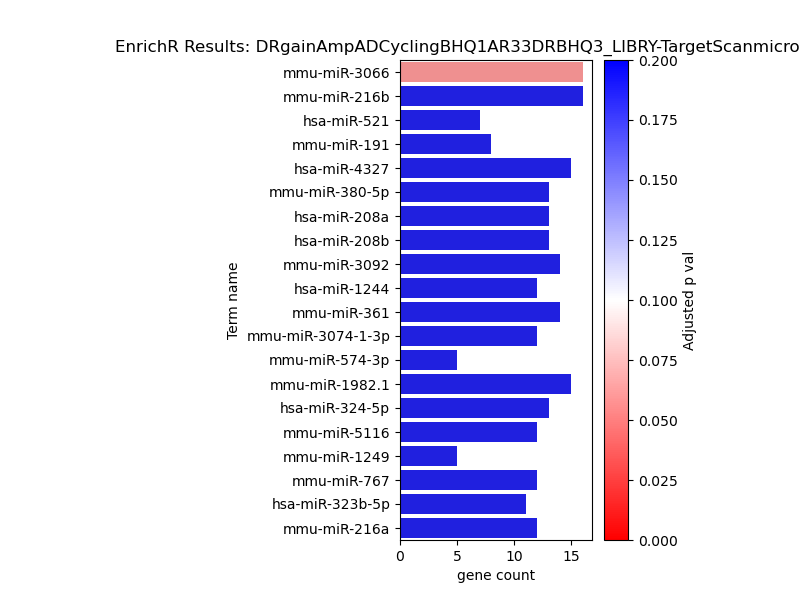 EnrichR Results: DRgainAmpADCyclingBHQ1AR33DRBHQ3_LIBRY-TargetScanmicro
mmu-miR-3066
mmu-miR-216b
hsa-miR-521
mmu-miR-191
hsa-miR-4327
mmu-miR-380-5p
hsa-miR-208a
hsa-miR-208b
mmu-miR-3092
hsa-miR-1244
mmu-miR-361
mmu-miR-3074-1-3p
mmu-miR-574-3p
mmu-miR-1982.1
hsa-miR-324-5p
mmu-miR-5116
mmu-miR-1249
mmu-miR-767
hsa-miR-323b-5p
mmu-miR-216a
Term name
0 5 10 15
gene count
0.200
0.175
0.150
0.125
0.100
0.075
0.050
0.025
0.000
Adjusted p val